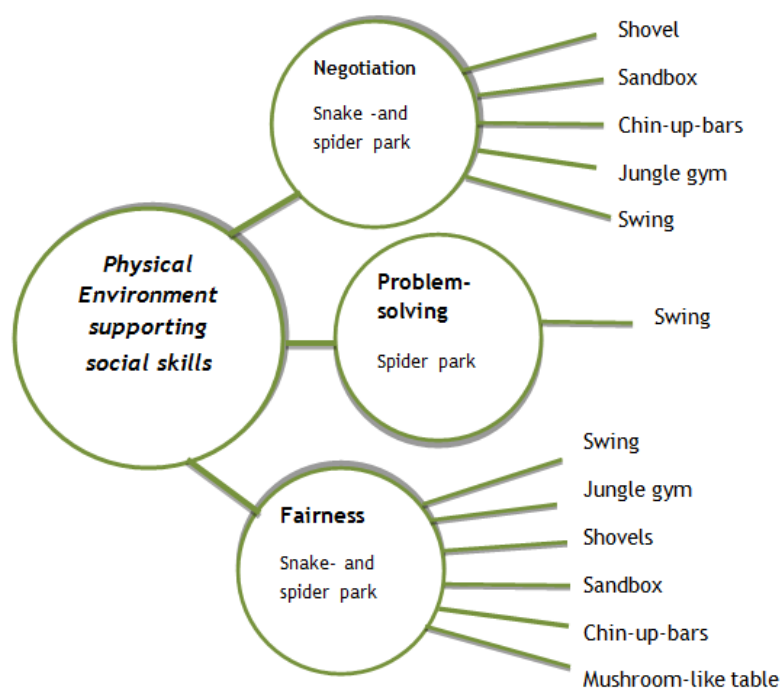 Negotiation
Snake -and
spider park
Shovel
Sandbox
Chin-up-bars
Jungle gym
Swing
Physical
Environment
supporting
social skills
Problem-
solving
Spider park
Swing
Fairness
Snake- and
spider park
Swing
Jungle gym
Shovels
Sandbox
Chin-up-bars
Mushroom-like table